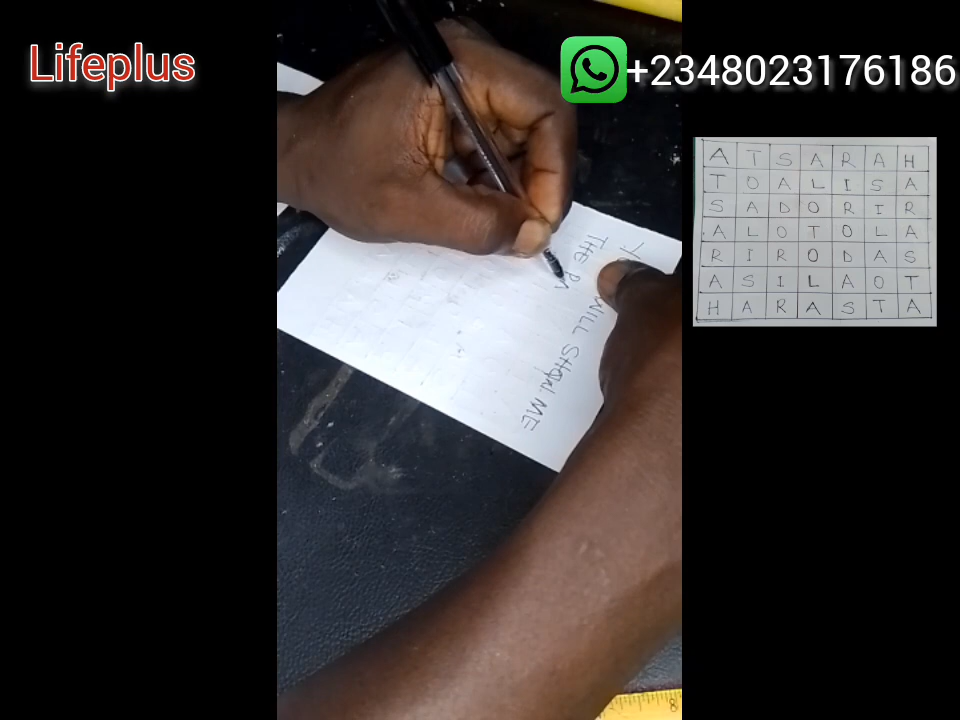 Lifeplus
+2348023176186
A T S A R A H
T O A L I S A
S A D O R I R
A L O T O L A
R I R O D A S
A S I L A O T
H A R A S T A
WILL SHOW ME
THE